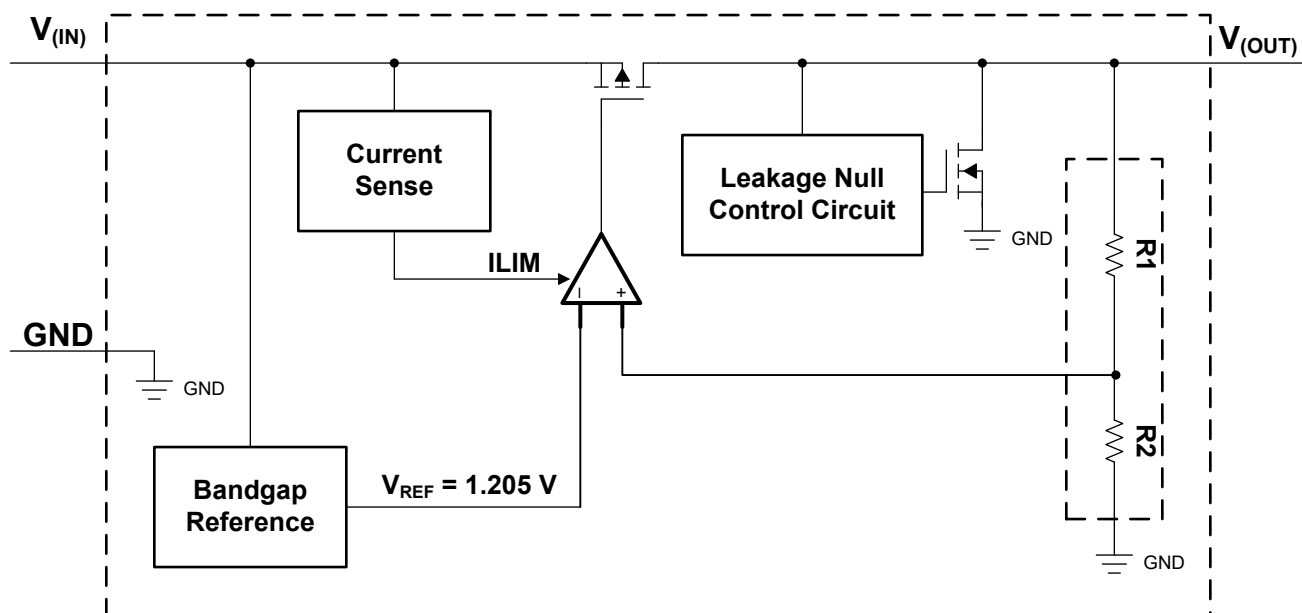 V(IN)
V(OUT)
Current
Sense
Leakage Null
Control Circuit
GND
R1
ILIM
GND
GND
R2
Bandgap
Reference
VREF = 1.205 V
GND